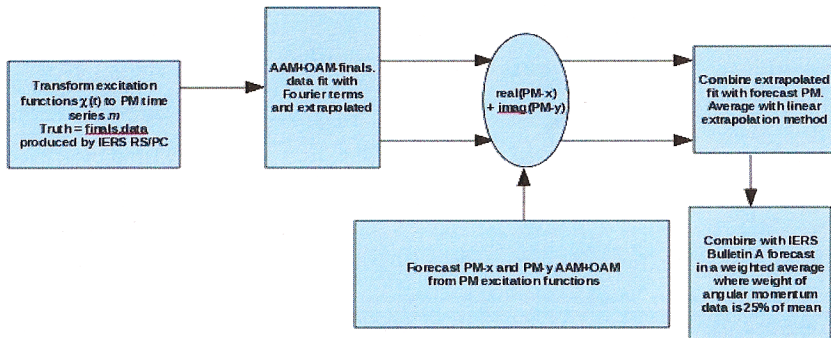 Transform excitation
functions χ(t) to PM time
series m
Truth = finals.data
produced by IERS RS/PC
AAM+OAM-finals.
data fit with
Fourier terms
and extrapolated
real(PM-x)
+ imag(PM-y)
Combine extrapolated
fit with forecast PM.
Average with linear
extrapolation method
Forecast PM-x and PM-y AAM+OAM
from PM excitation functions
Combine with IERS
Bulletin A forecast
in a weighted average
where weight of
angular momentum
data is 25% of mean